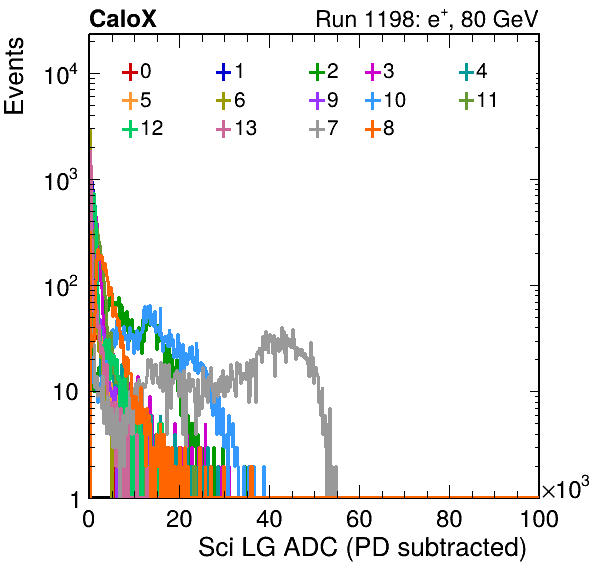 CaloX Run 1198: e⁺, 80 GeV
Events
10⁴
10³
10²
10
1
0 1 2 3 4
5 6 9 10 11
12 13 7 8
0 20 40 60 80 100
×10³
Sci LG ADC (PD subtracted)